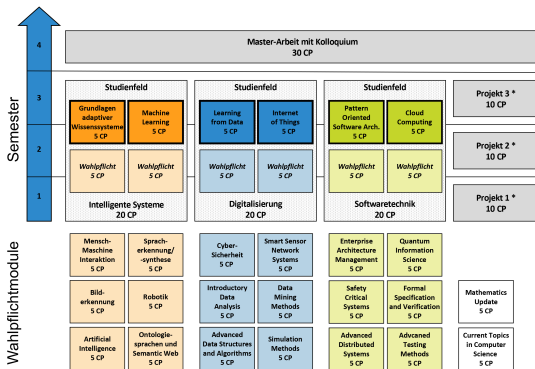 4
Master-Arbeit mit Kolloquium
30 CP
Semester
3
2
1
Studienfeld
Grundlagen
adaptiver
Wissenssysteme
5 CP
Machine
Learning
5 CP
Wahlpflicht
5 CP
Wahlpflicht
5 CP
Intelligente Systeme
20 CP
Studienfeld
Learning
from Data
5 CP
Internet
of Things
5 CP
Wahlpflicht
5 CP
Wahlpflicht
5 CP
Digitalisierung
20 CP
Studienfeld
Pattern
Oriented
Software Arch.
5 CP
Cloud
Computing
5 CP
Wahlpflicht
5 CP
Wahlpflicht
5 CP
Softwaretechnik
20 CP
Projekt 3 *
10 CP
Projekt 2 *
10 CP
Projekt 1 *
10 CP
Wahlpflichtmodule
Mensch-
Maschine
Interaktion
5 CP
Sprach-
erkennung/
-synthese
5 CP
Cyber-
Sicherheit
5 CP
Smart Sensor
Network
Systems
5 CP
Enterprise
Architecture
Management
5 CP
Quantum
Information
Science
5 CP
Bild-
erkennung
5 CP
Robotik
5 CP
Introductory
Data
Analysis
5 CP
Data
Mining
Methods
5 CP
Safety
Critical
Systems
5 CP
Formal
Specification
and Verification
5 CP
Mathematics
Update
5 CP
Artificial
Intelligence
5 CP
Ontologie-
sprachen und
Semantic Web
5 CP
Advanced
Data Structures
and Algorithms
5 CP
Simulation
Methods
5 CP
Advanced
Distributed
Systems
5 CP
Advcaned
Testing
Methods
5 CP
Current Topics
in Computer
Science
5 CP